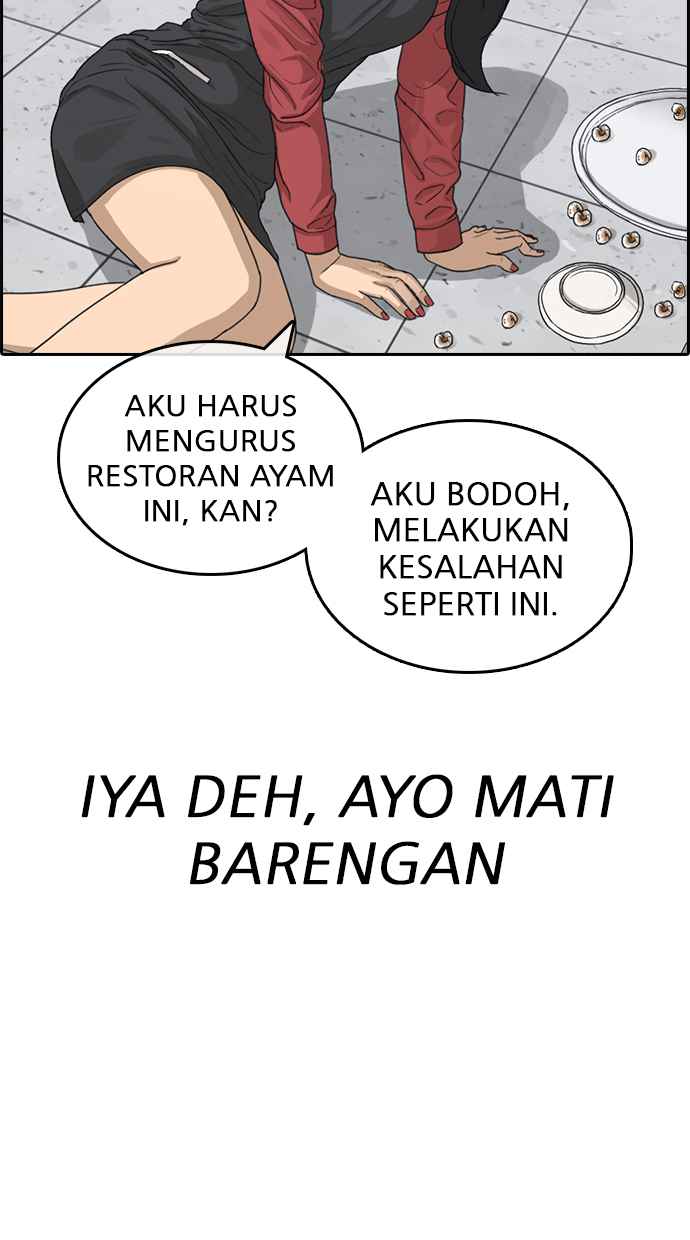 AKU HARUS
MENGURUS
RESTORAN AYAM
INI, KAN?
AKU BODOH,
MELAKUKAN
KESALAHAN
SEPERTI INI.
IYA DEH, AYO MATI
BARENGAN